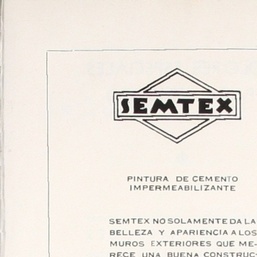 SEMTEX
PINTURA DE CEMENTO
IMPERMEABILIZANTE
SEMTEX NO SOLAMENTE DA LA
BELLEZA Y APARIENCIA A LOS
MUROS EXTERIORES QUE ME-
RECE UNA BUENA CONSTRUC-